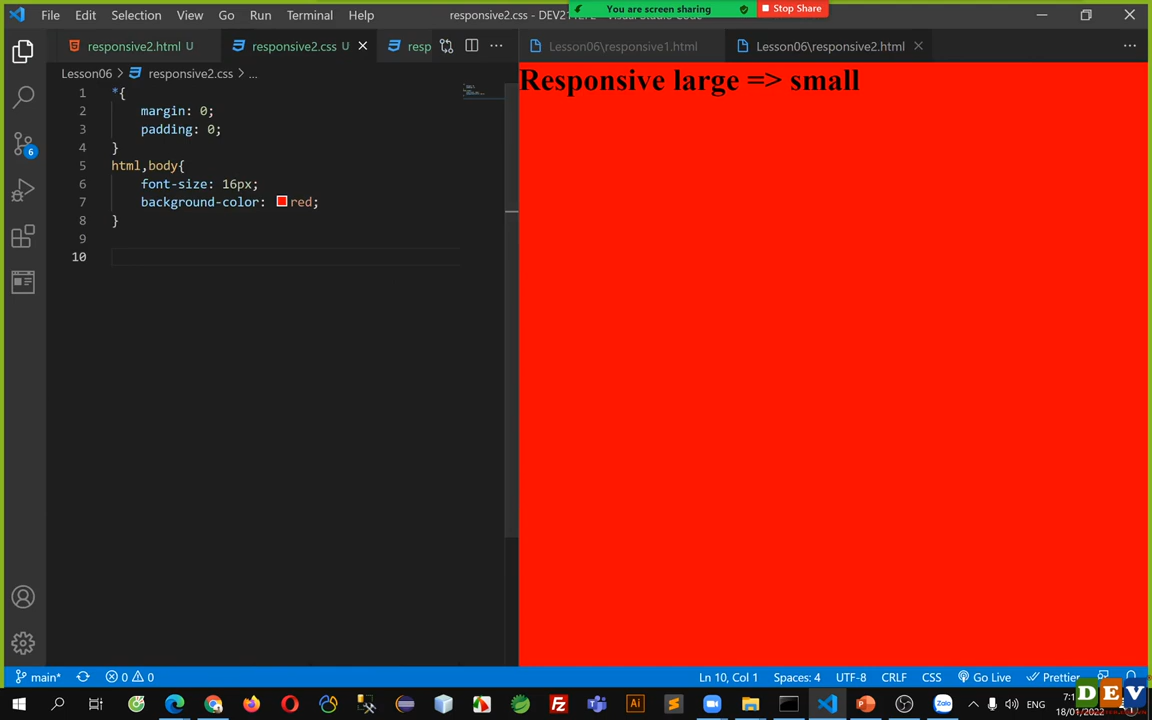 You are screen sharing
Stop Share
File Edit Selection View Go Run Terminal Help
responsive2.html U
responsive2.css U
resp
Lesson06\responsive1.html
Lesson06\responsive2.html
Lesson06 > responsive2.css > ...
1 *{
2 margin: 0;
3 padding: 0;
4 }
5 html,body{
6 font-size: 16px;
7 background-color: red;
8 }
9
10
Responsive large => small
6
main* 0 0
Ln 10, Col 1 Spaces: 4 UTF-8 CRLF CSS Go Live
ENG
18/01/2022
DEV